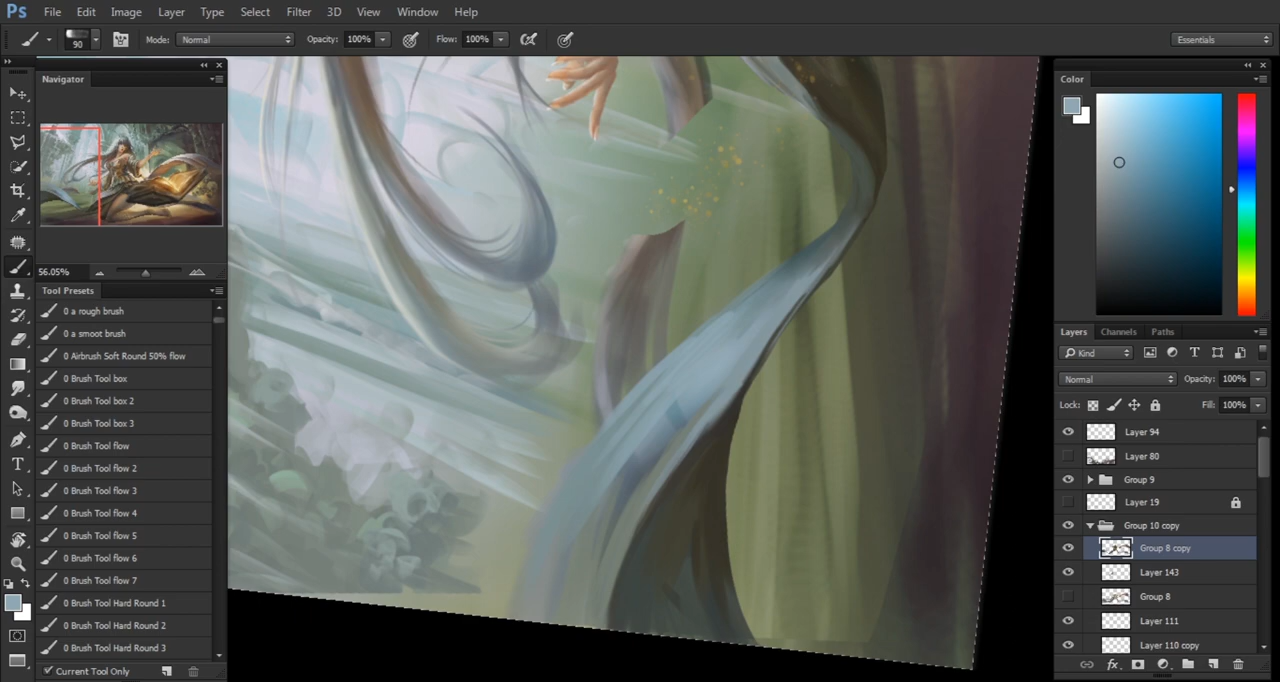 Ps File Edit Image Layer Type Select Filter 3D View Window Help
90 Mode: Normal Opacity: 100% Flow: 100% Essentials
Navigator
56.05%
Tool Presets
0 a rough brush
0 a smoot brush
0 Airbrush Soft Round 50% flow
0 Brush Tool box
0 Brush Tool box 2
0 Brush Tool box 3
0 Brush Tool flow
0 Brush Tool flow 2
0 Brush Tool flow 3
0 Brush Tool flow 4
0 Brush Tool flow 5
0 Brush Tool flow 6
0 Brush Tool flow 7
0 Brush Tool Hard Round 1
0 Brush Tool Hard Round 2
0 Brush Tool Hard Round 3
Current Tool Only
Color
Layers Channels Paths
Kind
Normal Opacity: 100%
Lock: Fill: 100%
Layer 94
Layer 80
Group 9
Layer 19
Group 10 copy
Group 8 copy
Layer 143
Group 8
Layer 111
Layer 110 copy
fx